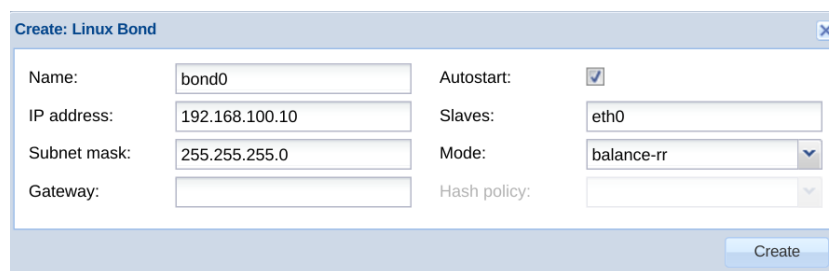 Create: Linux Bond
Name: bond0 Autostart:
IP address: 192.168.100.10 Slaves: eth0
Subnet mask: 255.255.255.0 Mode: balance-rr
Gateway: Hash policy:
Create